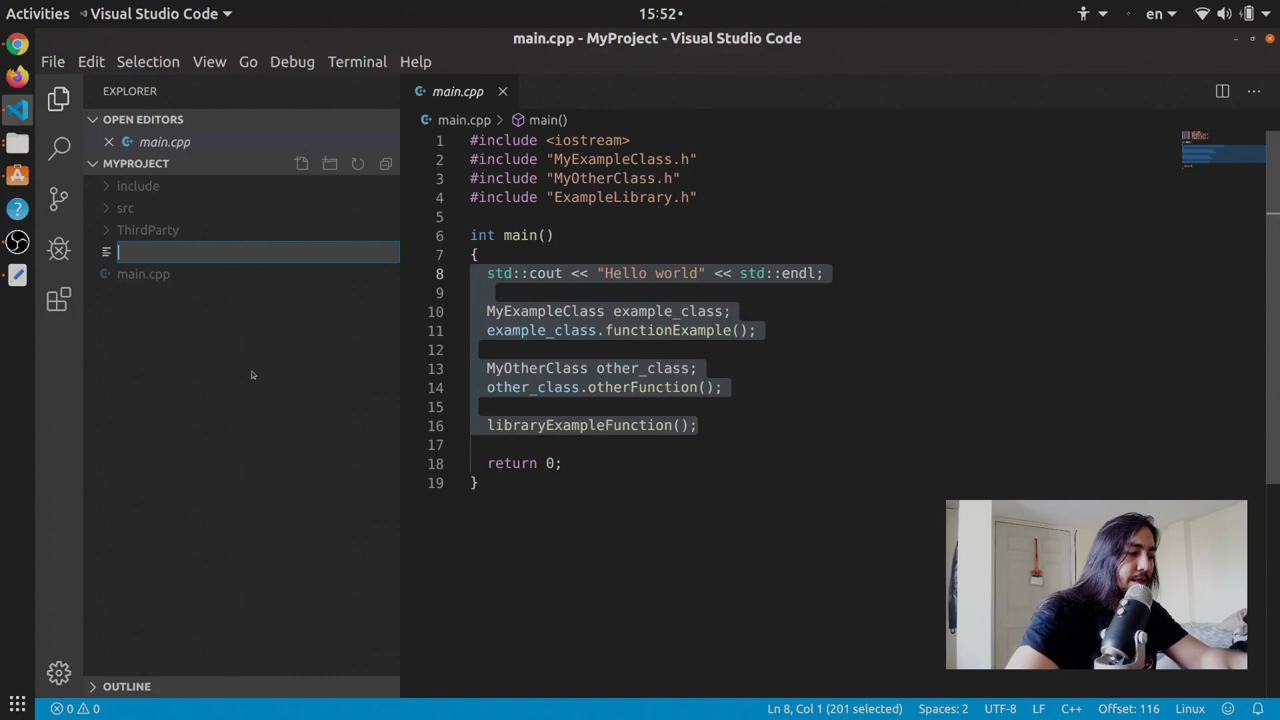 Activities
Visual Studio Code
15:52
en
main.cpp - MyProject - Visual Studio Code
File Edit Selection View Go Debug Terminal Help
EXPLORER
OPEN EDITORS
main.cpp
MYPROJECT
include
src
ThirdParty
main.cpp
OUTLINE
main.cpp
main.cpp > main()
1 #include <iostream>
2 #include "MyExampleClass.h"
3 #include "MyOtherClass.h"
4 #include "ExampleLibrary.h"
5
6 int main()
7 {
8 std::cout << "Hello world" << std::endl;
9
10 MyExampleClass example_class;
11 example_class.functionExample();
12
13 MyOtherClass other_class;
14 other_class.otherFunction();
15
16 libraryExampleFunction();
17
18 return 0;
19 }
0 0
Ln 8, Col 1 (201 selected) Spaces: 2 UTF-8 LF C++ Offset: 116 Linux